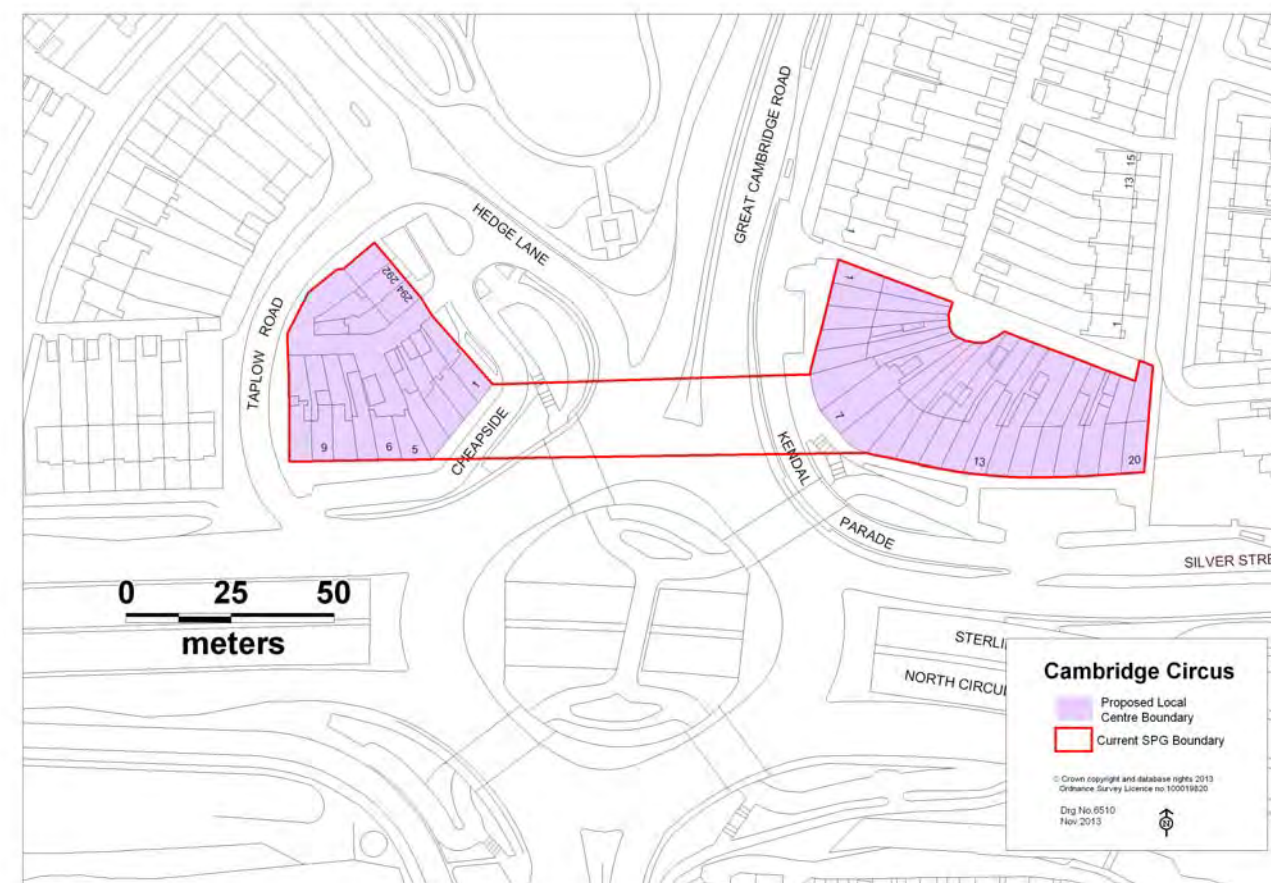 GREAT CAMBRIDGE ROAD
HEDGE LANE
15
13
1
1
1
292
294
TAPLOW ROAD
1
CHEAPSIDE
9
6
5
7
13
20
KENDAL
PARADE
SILVER STRE
0 25 50
meters
STERLI
NORTH CIRCU
Cambridge Circus
Proposed Local
Centre Boundary
Current SPG Boundary
© Crown copyright and database rights 2013
Ordnance Survey Licence no.100019820
Drg No.6510
Nov 2013
N